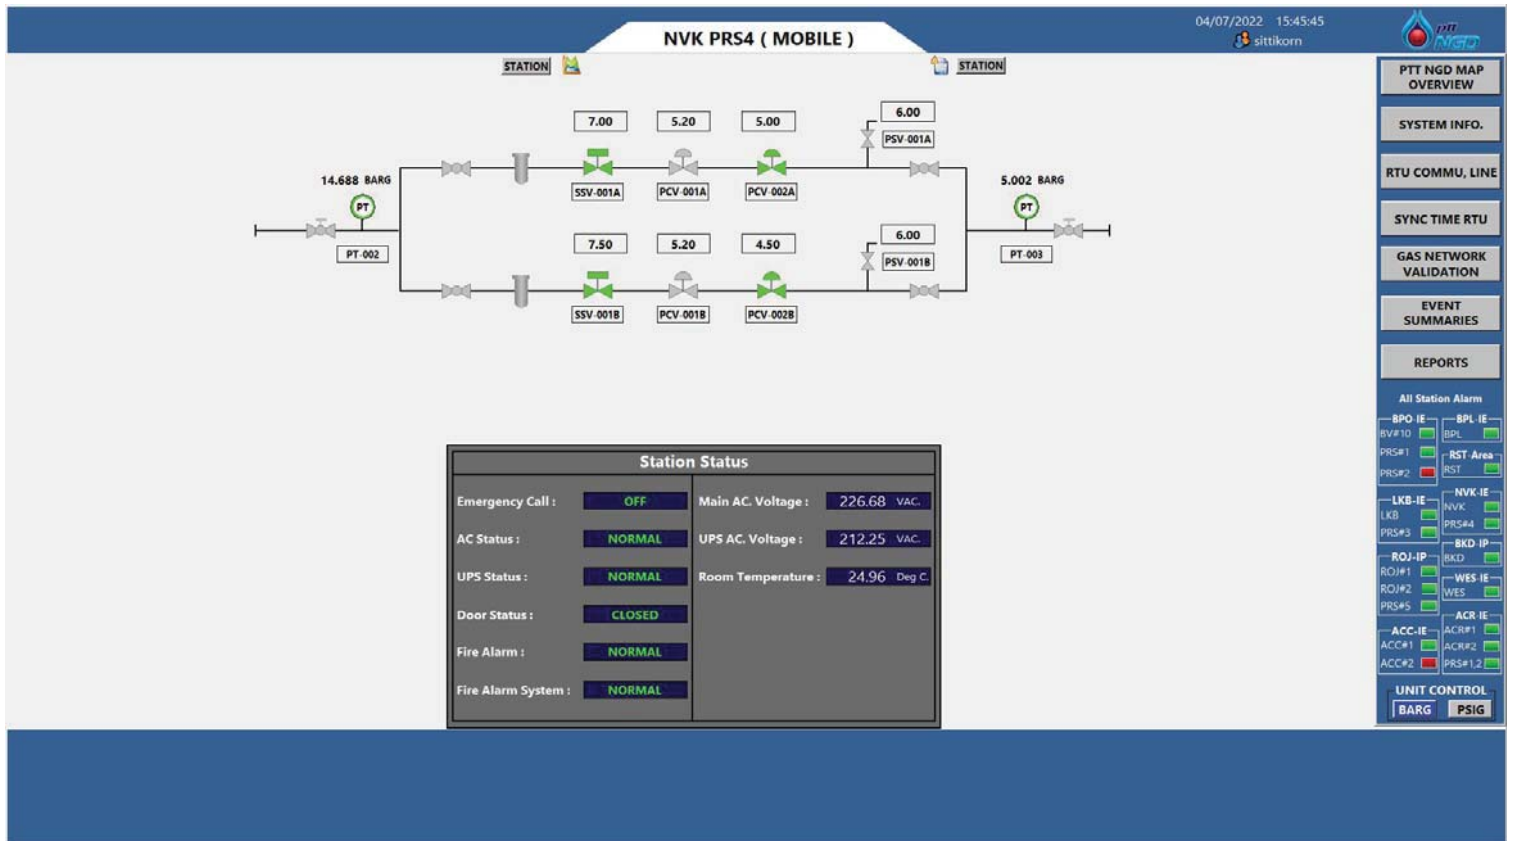 NVK PRS4 ( MOBILE )
04/07/2022 15:45:45
sittikorn
ptt
NGD
STATION
STATION
7.00
5.20
5.00
6.00
PSV-001A
14.688 BARG
PT
PT-002
SSV-001A
PCV-001A
PCV-002A
5.002 BARG
PT
PT-003
7.50
5.20
4.50
6.00
PSV-001B
SSV-001B
PCV-001B
PCV-002B
Station Status
Emergency Call : OFF
AC Status : NORMAL
UPS Status : NORMAL
Door Status : CLOSED
Fire Alarm : NORMAL
Fire Alarm System : NORMAL
Main AC. Voltage : 226.68 VAC.
UPS AC. Voltage : 212.25 VAC.
Room Temperature : 24.96 Deg C.
PTT NGD MAP
OVERVIEW
SYSTEM INFO.
RTU COMMU, LINE
SYNC TIME RTU
GAS NETWORK
VALIDATION
EVENT
SUMMARIES
REPORTS
All Station Alarm
BPO-IE
BV#10
PRS#1
PRS#2
BPL-IE
BPL
RST-Area
RST
LKB-IE
LKB
PRS#3
NVK-IE
NVK
PRS#4
BKD-IP
BKD
ROJ-IP
ROJ#1
ROJ#2
PRS#5
WES-IE
WES
ACC-IE
ACC#1
ACC#2
ACR-IE
ACR#1
ACR#2
PRS#1,2
UNIT CONTROL
BARG PSIG